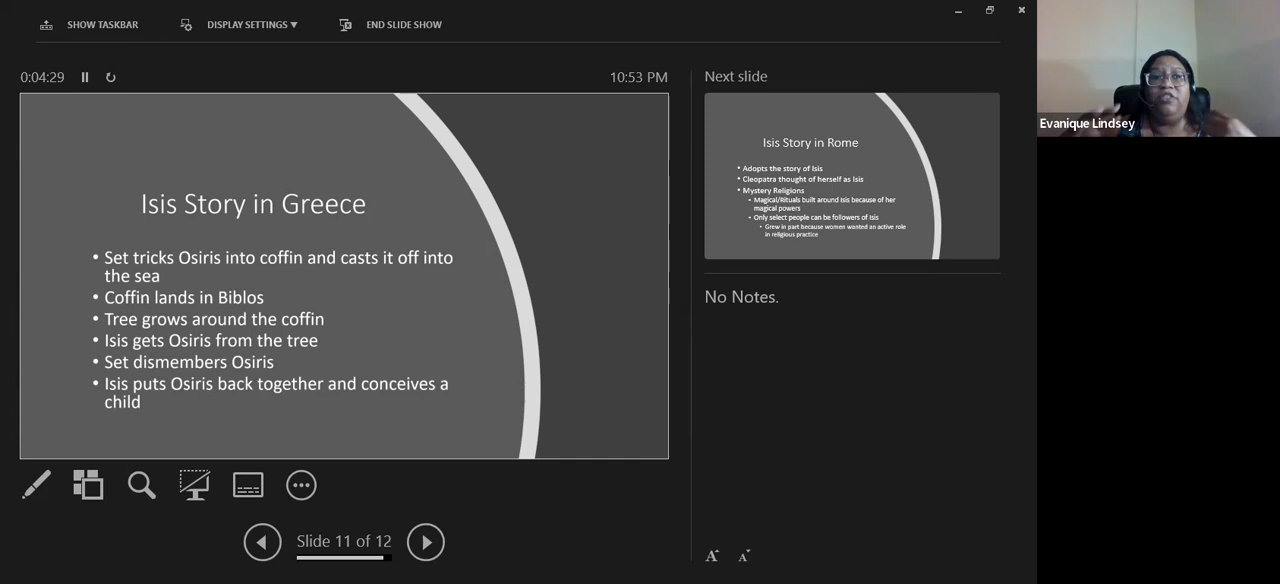 SHOW TASKBAR
DISPLAY SETTINGS ▼
END SLIDE SHOW
0:04:29
10:53 PM
Isis Story in Greece
• Set tricks Osiris into coffin and casts it off into
the sea
• Coffin lands in Biblos
• Tree grows around the coffin
• Isis gets Osiris from the tree
• Set dismembers Osiris
• Isis puts Osiris back together and conceives a
child
Slide 11 of 12
Next slide
Isis Story in Rome
• Adopts the story of Isis
• Cleopatra thought of herself as Isis
• Mystery Religions
• Magical/Rituals built around Isis because of her
magical powers
• Only select people can be followers of Isis
• Grew in part because women wanted an active role
in religious practice
No Notes.
A A
Evanique Lindsey